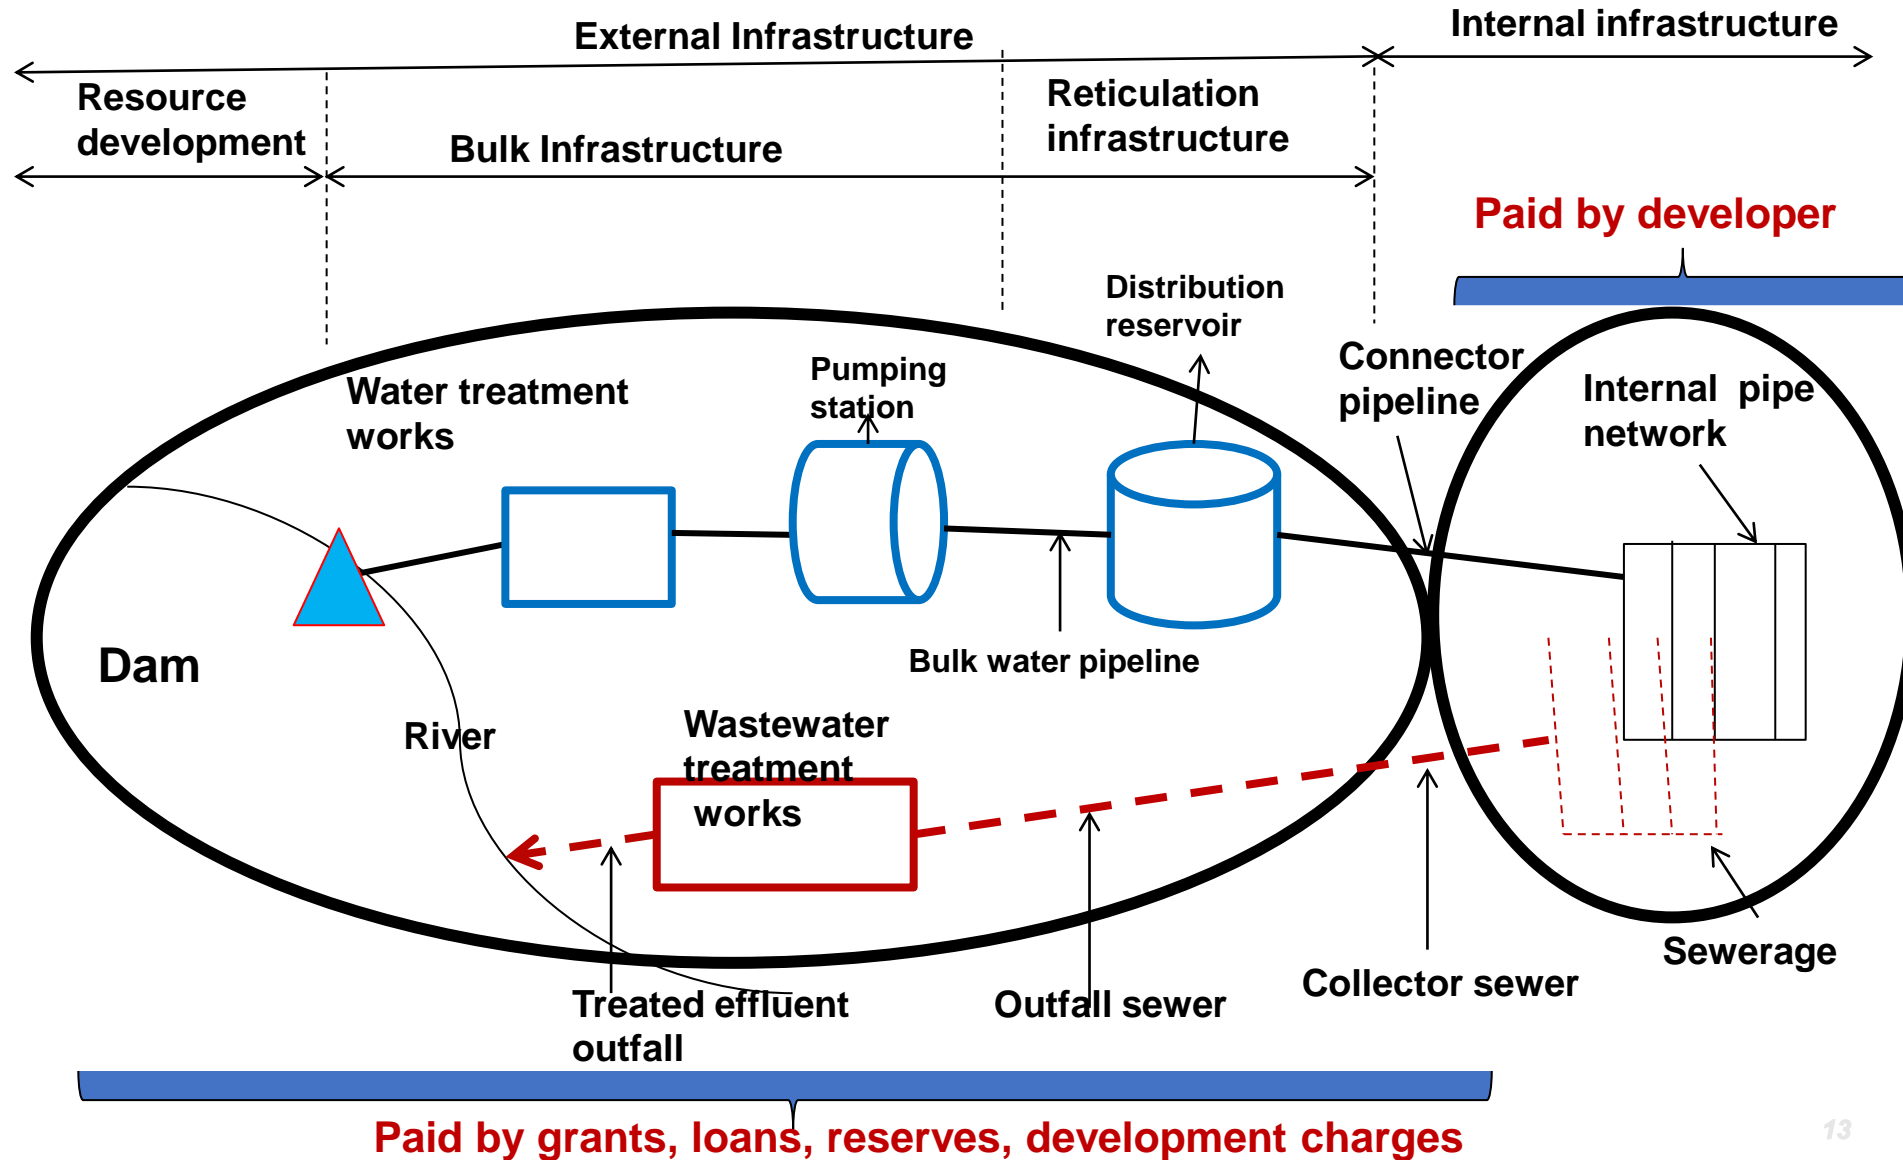 External Infrastructure
Internal infrastructure
Resource
development
Bulk Infrastructure
Reticulation
infrastructure
Paid by developer
Distribution
reservoir
Connector
pipeline
Pumping
station
Water treatment
works
Internal pipe
network
Dam
Bulk water pipeline
River
Wastewater
treatment
works
Sewerage
Collector sewer
Treated effluent
outfall
Outfall sewer
Paid by grants, loans, reserves, development charges
13